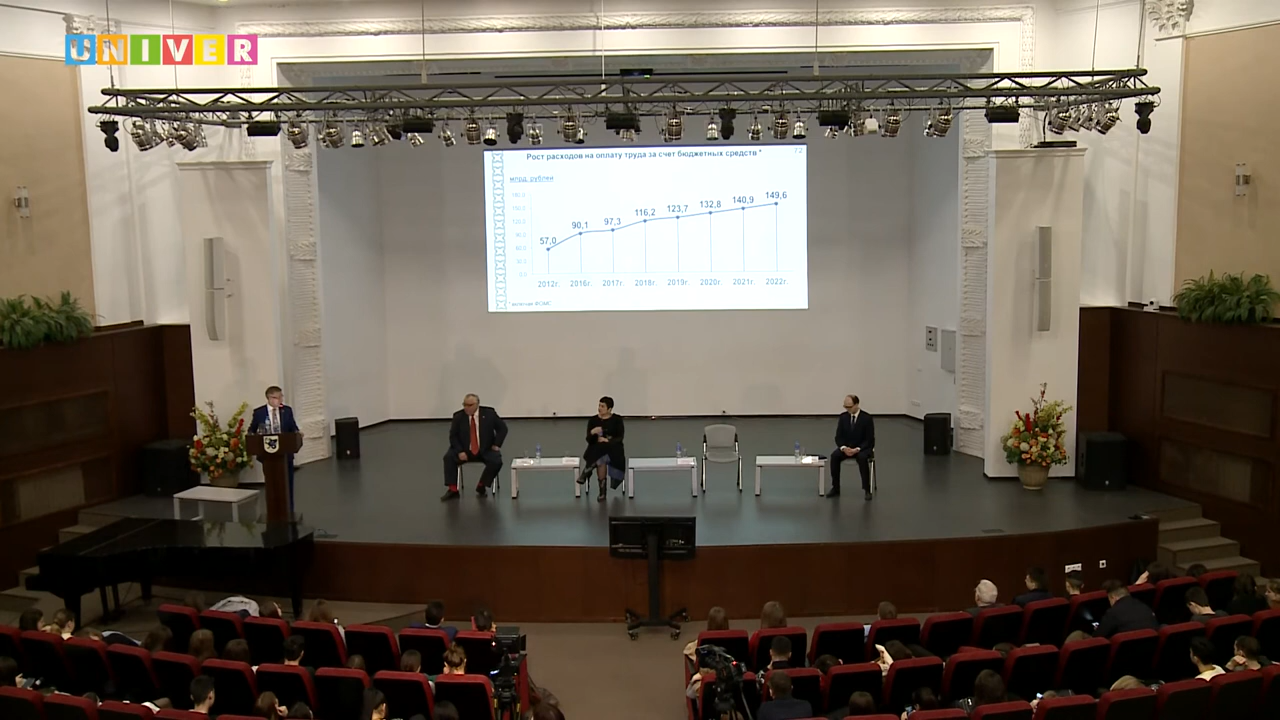 UNIVER
72
Рост расходов на оплату труда за счет бюджетных средств *
млрд. рублей
57,0 90,1 97,3 116,2 123,7 132,8 140,9 149,6
2012г. 2016г. 2017г. 2018г. 2019г. 2020г. 2021г. 2022г.